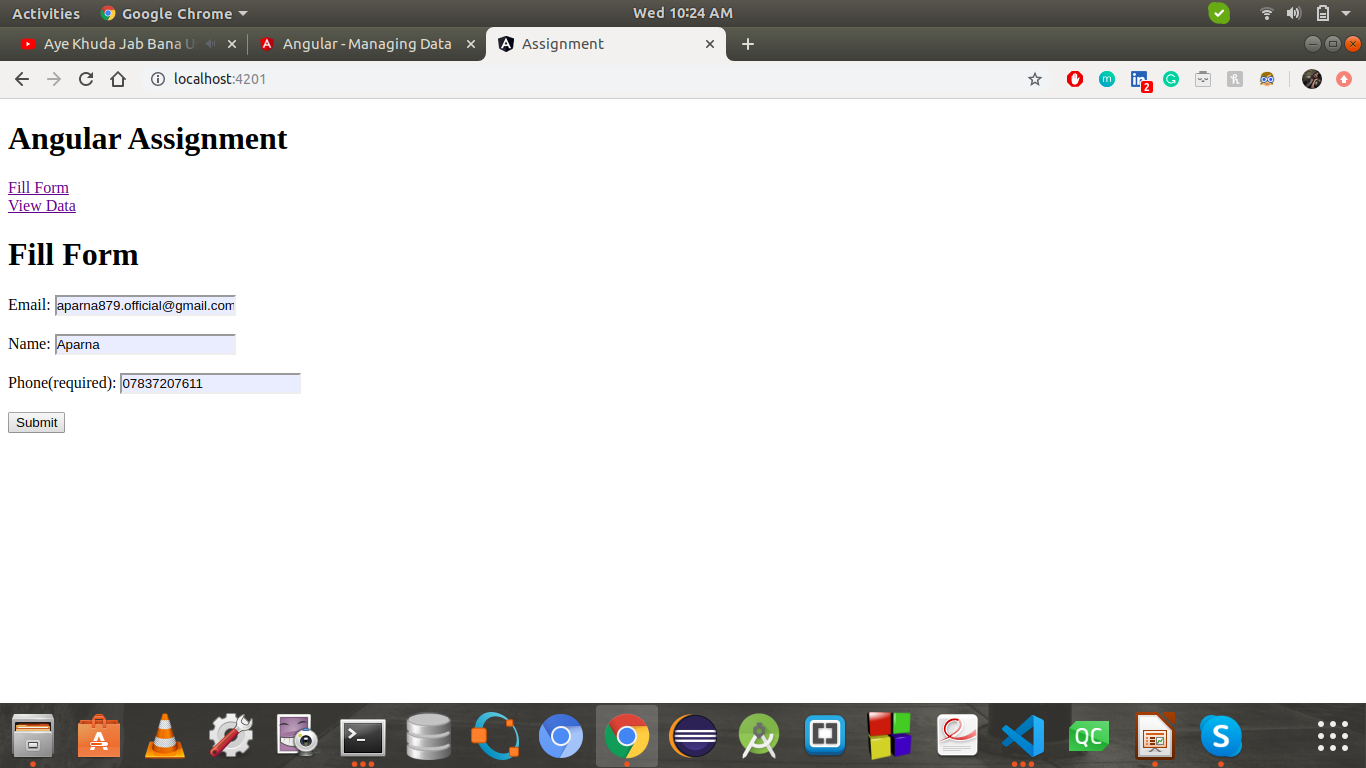 Activities Google Chrome Wed 10:24 AM
Aye Khuda Jab Bana U Angular - Managing Data Assignment
localhost:4201
2
Angular Assignment
Fill Form
View Data
Fill Form
Email: aparna879.official@gmail.com
Name: Aparna
Phone(required): 07837207611
Submit
QC